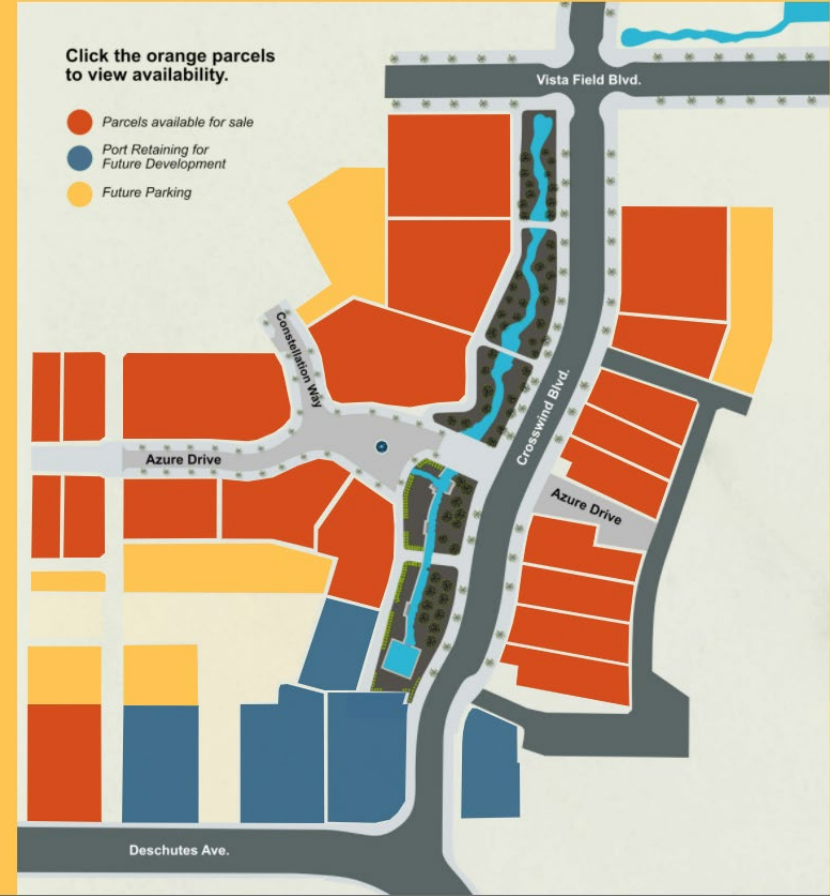 Click the orange parcels
to view availability.
Parcels available for sale
Port Retaining for
Future Development
Future Parking
Vista Field Blvd.
Constellation Way
Crosswind Blvd.
Azure Drive
Azure Drive
Deschutes Ave.